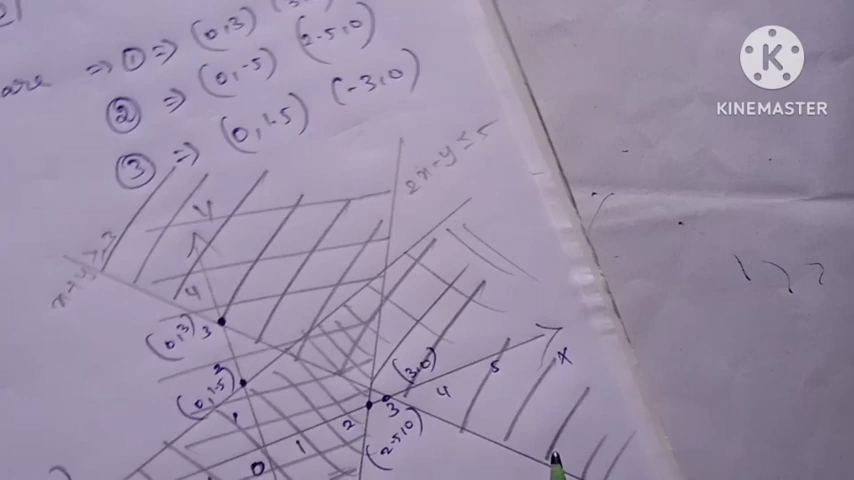 are ⇒ ① ⇒ (0,3)
② ⇒ (0,-5) (2.5,0)
③ ⇒ (0,1.5) (-3,0)
KINEMASTER
2x-y≤5
x+y≥3
y
4
(0,3) 3
(0,1.5) 2
1
(3,0)
0 1 2 3 4 5 x
(2.5,0)